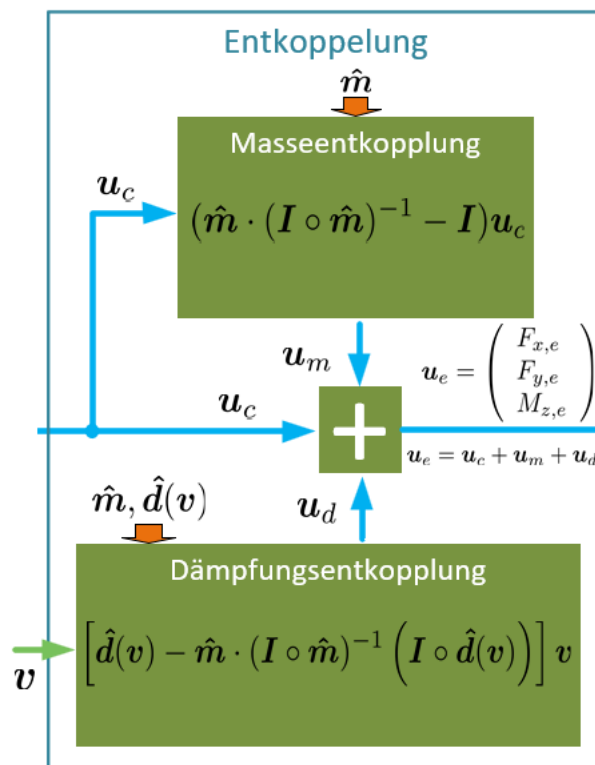 Entkoppelung
m̂
Masseentkopplung
u_c
(m̂ · (I ∘ m̂)⁻¹ − I)u_c
u_m
u_e = ( F_{x,e} F_{y,e} M_{z,e} )
u_c
+
u_e = u_c + u_m + u_d
m̂, d̂(v)
u_d
Dämpfungsentkopplung
[d̂(v) − m̂ · (I ∘ m̂)⁻¹ (I ∘ d̂(v))] v
v